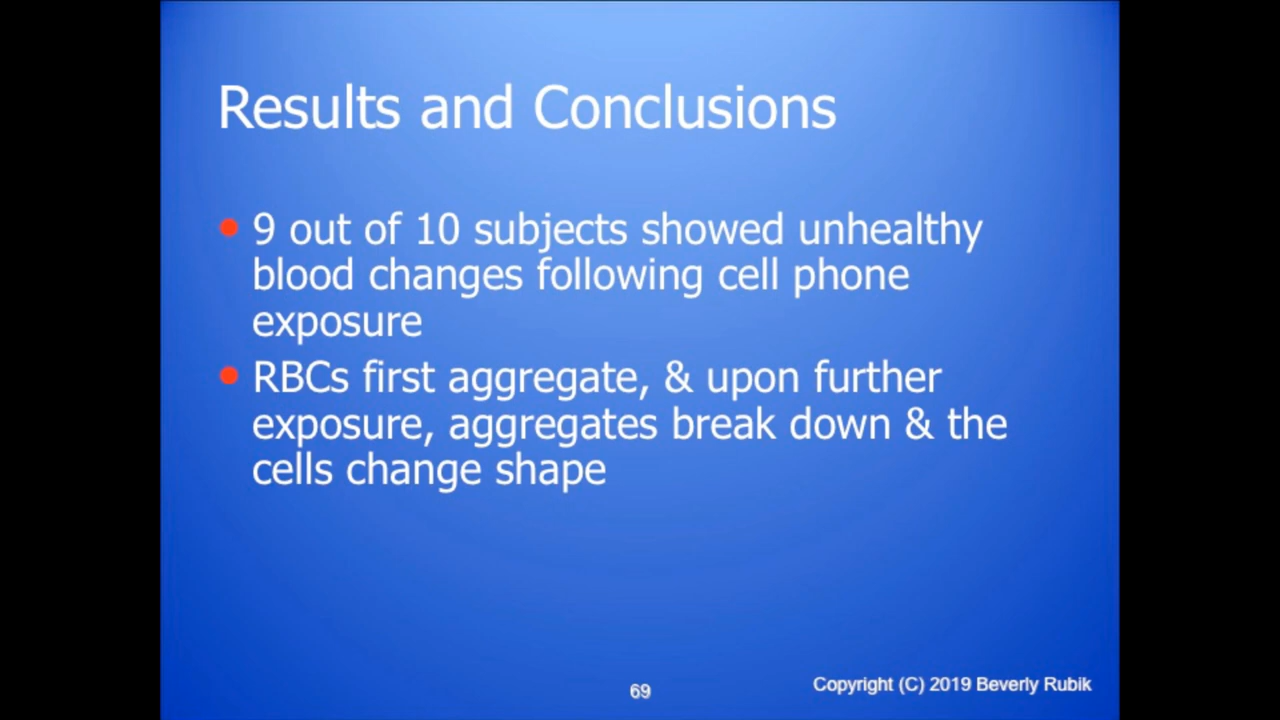 Results and Conclusions
9 out of 10 subjects showed unhealthy
blood changes following cell phone
exposure
RBCs first aggregate, & upon further
exposure, aggregates break down & the
cells change shape
69
Copyright (C) 2019 Beverly Rubik